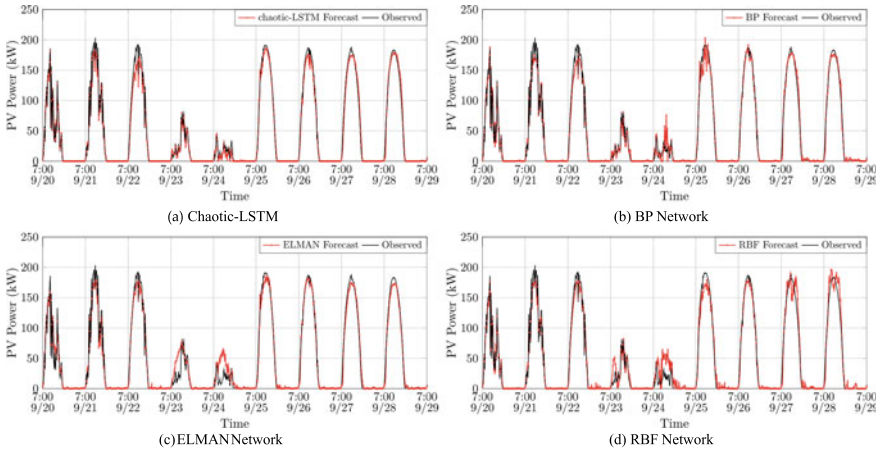 chaotic-LSTM Forecast Observed
250
200
150
100
50
0
PV Power (kW)
7:00 7:00 7:00 7:00 7:00 7:00 7:00 7:00 7:00 7:00
9/20 9/21 9/22 9/23 9/24 9/25 9/26 9/27 9/28 9/29
Time
(a) Chaotic-LSTM
BP Forecast Observed
250
200
150
100
50
0
PV Power (kW)
7:00 7:00 7:00 7:00 7:00 7:00 7:00 7:00 7:00 7:00
9/20 9/21 9/22 9/23 9/24 9/25 9/26 9/27 9/28 9/29
Time
(b) BP Network
ELMAN Forecast Observed
250
200
150
100
50
0
PV Power (kW)
7:00 7:00 7:00 7:00 7:00 7:00 7:00 7:00 7:00 7:00
9/20 9/21 9/22 9/23 9/24 9/25 9/26 9/27 9/28 9/29
Time
(c) ELMAN Network
RBF Forecast Observed
250
200
150
100
50
0
PV Power (kW)
7:00 7:00 7:00 7:00 7:00 7:00 7:00 7:00 7:00 7:00
9/20 9/21 9/22 9/23 9/24 9/25 9/26 9/27 9/28 9/29
Time
(d) RBF Network